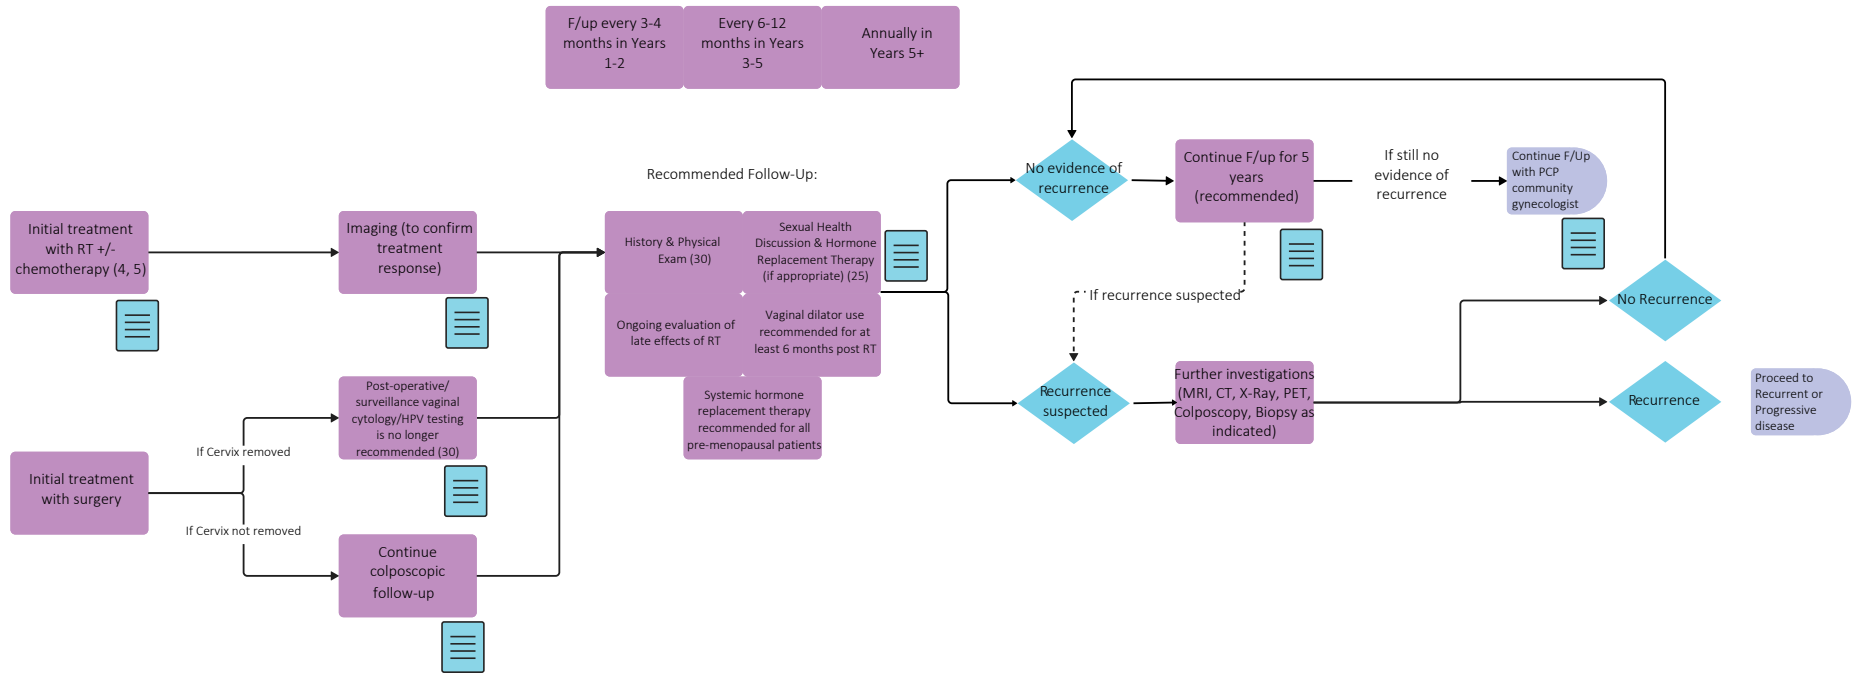 F/up every 3-4
months in Years
1-2
Every 6-12
months in Years
3-5
Annually in
Years 5+
Recommended Follow-Up:
Initial treatment
with RT +/-
chemotherapy (4, 5)
Imaging (to confirm
treatment
response)
History & Physical
Exam (30)
Sexual Health
Discussion & Hormone
Replacement Therapy
(if appropriate) (25)
Ongoing evaluation of
late effects of RT
Vaginal dilator use
recommended for at
least 6 months post RT
Systemic hormone
replacement therapy
recommended for all
pre-menopausal patients
Initial treatment
with surgery
If Cervix removed
If Cervix not removed
Post-operative/
surveillance vaginal
cytology/HPV testing
is no longer
recommended (30)
Continue
colposcopic
follow-up
No evidence of
recurrence
Continue F/up for 5
years
(recommended)
If still no
evidence of
recurrence
Continue F/Up
with PCP
community
gynecologist
If recurrence suspected
Recurrence
suspected
Further investigations
(MRI, CT, X-Ray, PET,
Colposcopy, Biopsy as
indicated)
No Recurrence
Recurrence
Proceed to
Recurrent or
Progressive
disease